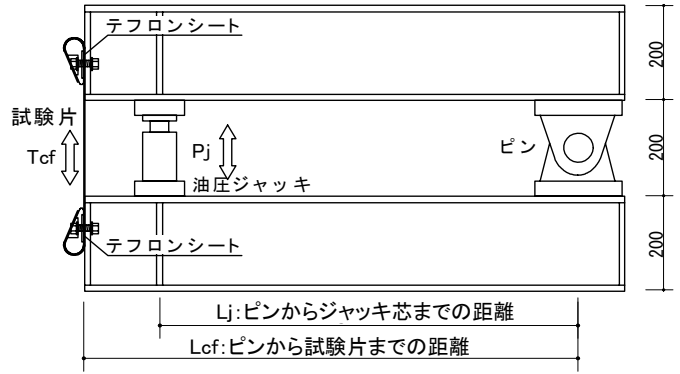 テフロンシート
試験片
Tcf
Pj
油圧ジャッキ
ピン
テフロンシート
200
200
200
Lj:ピンからジャッキ芯までの距離
Lcf:ピンから試験片までの距離